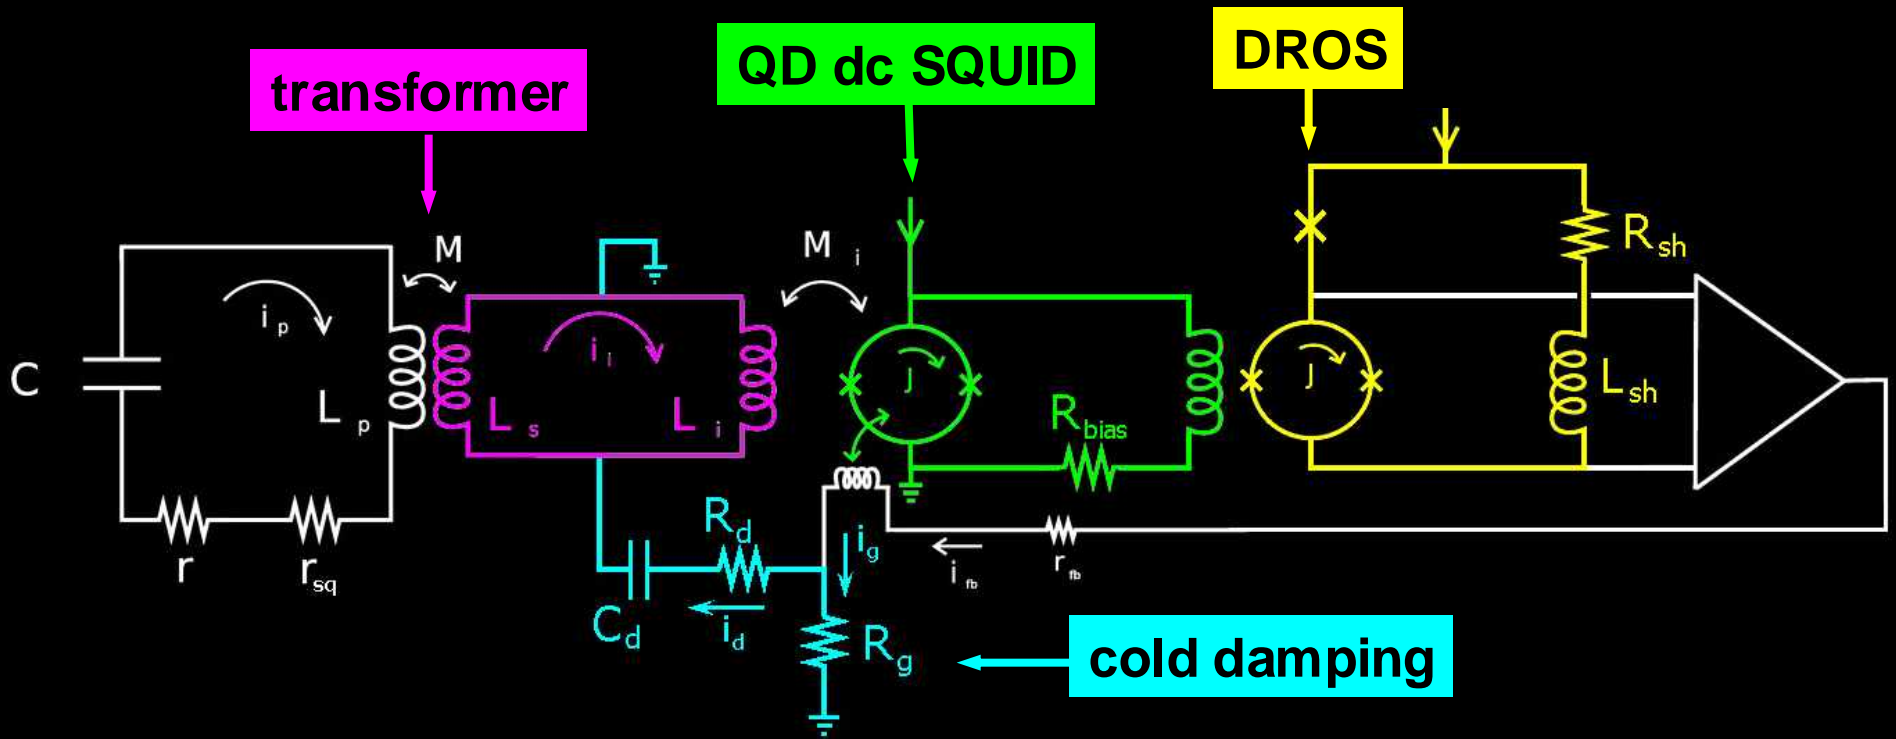 transformer
QD dc SQUID
DROS
M
M i
R sh
i p
i i
J
J
C
L p
L s
L i
R bias
L sh
r
r sq
R d
i g
i fb
r fb
C d
i d
R g
cold damping